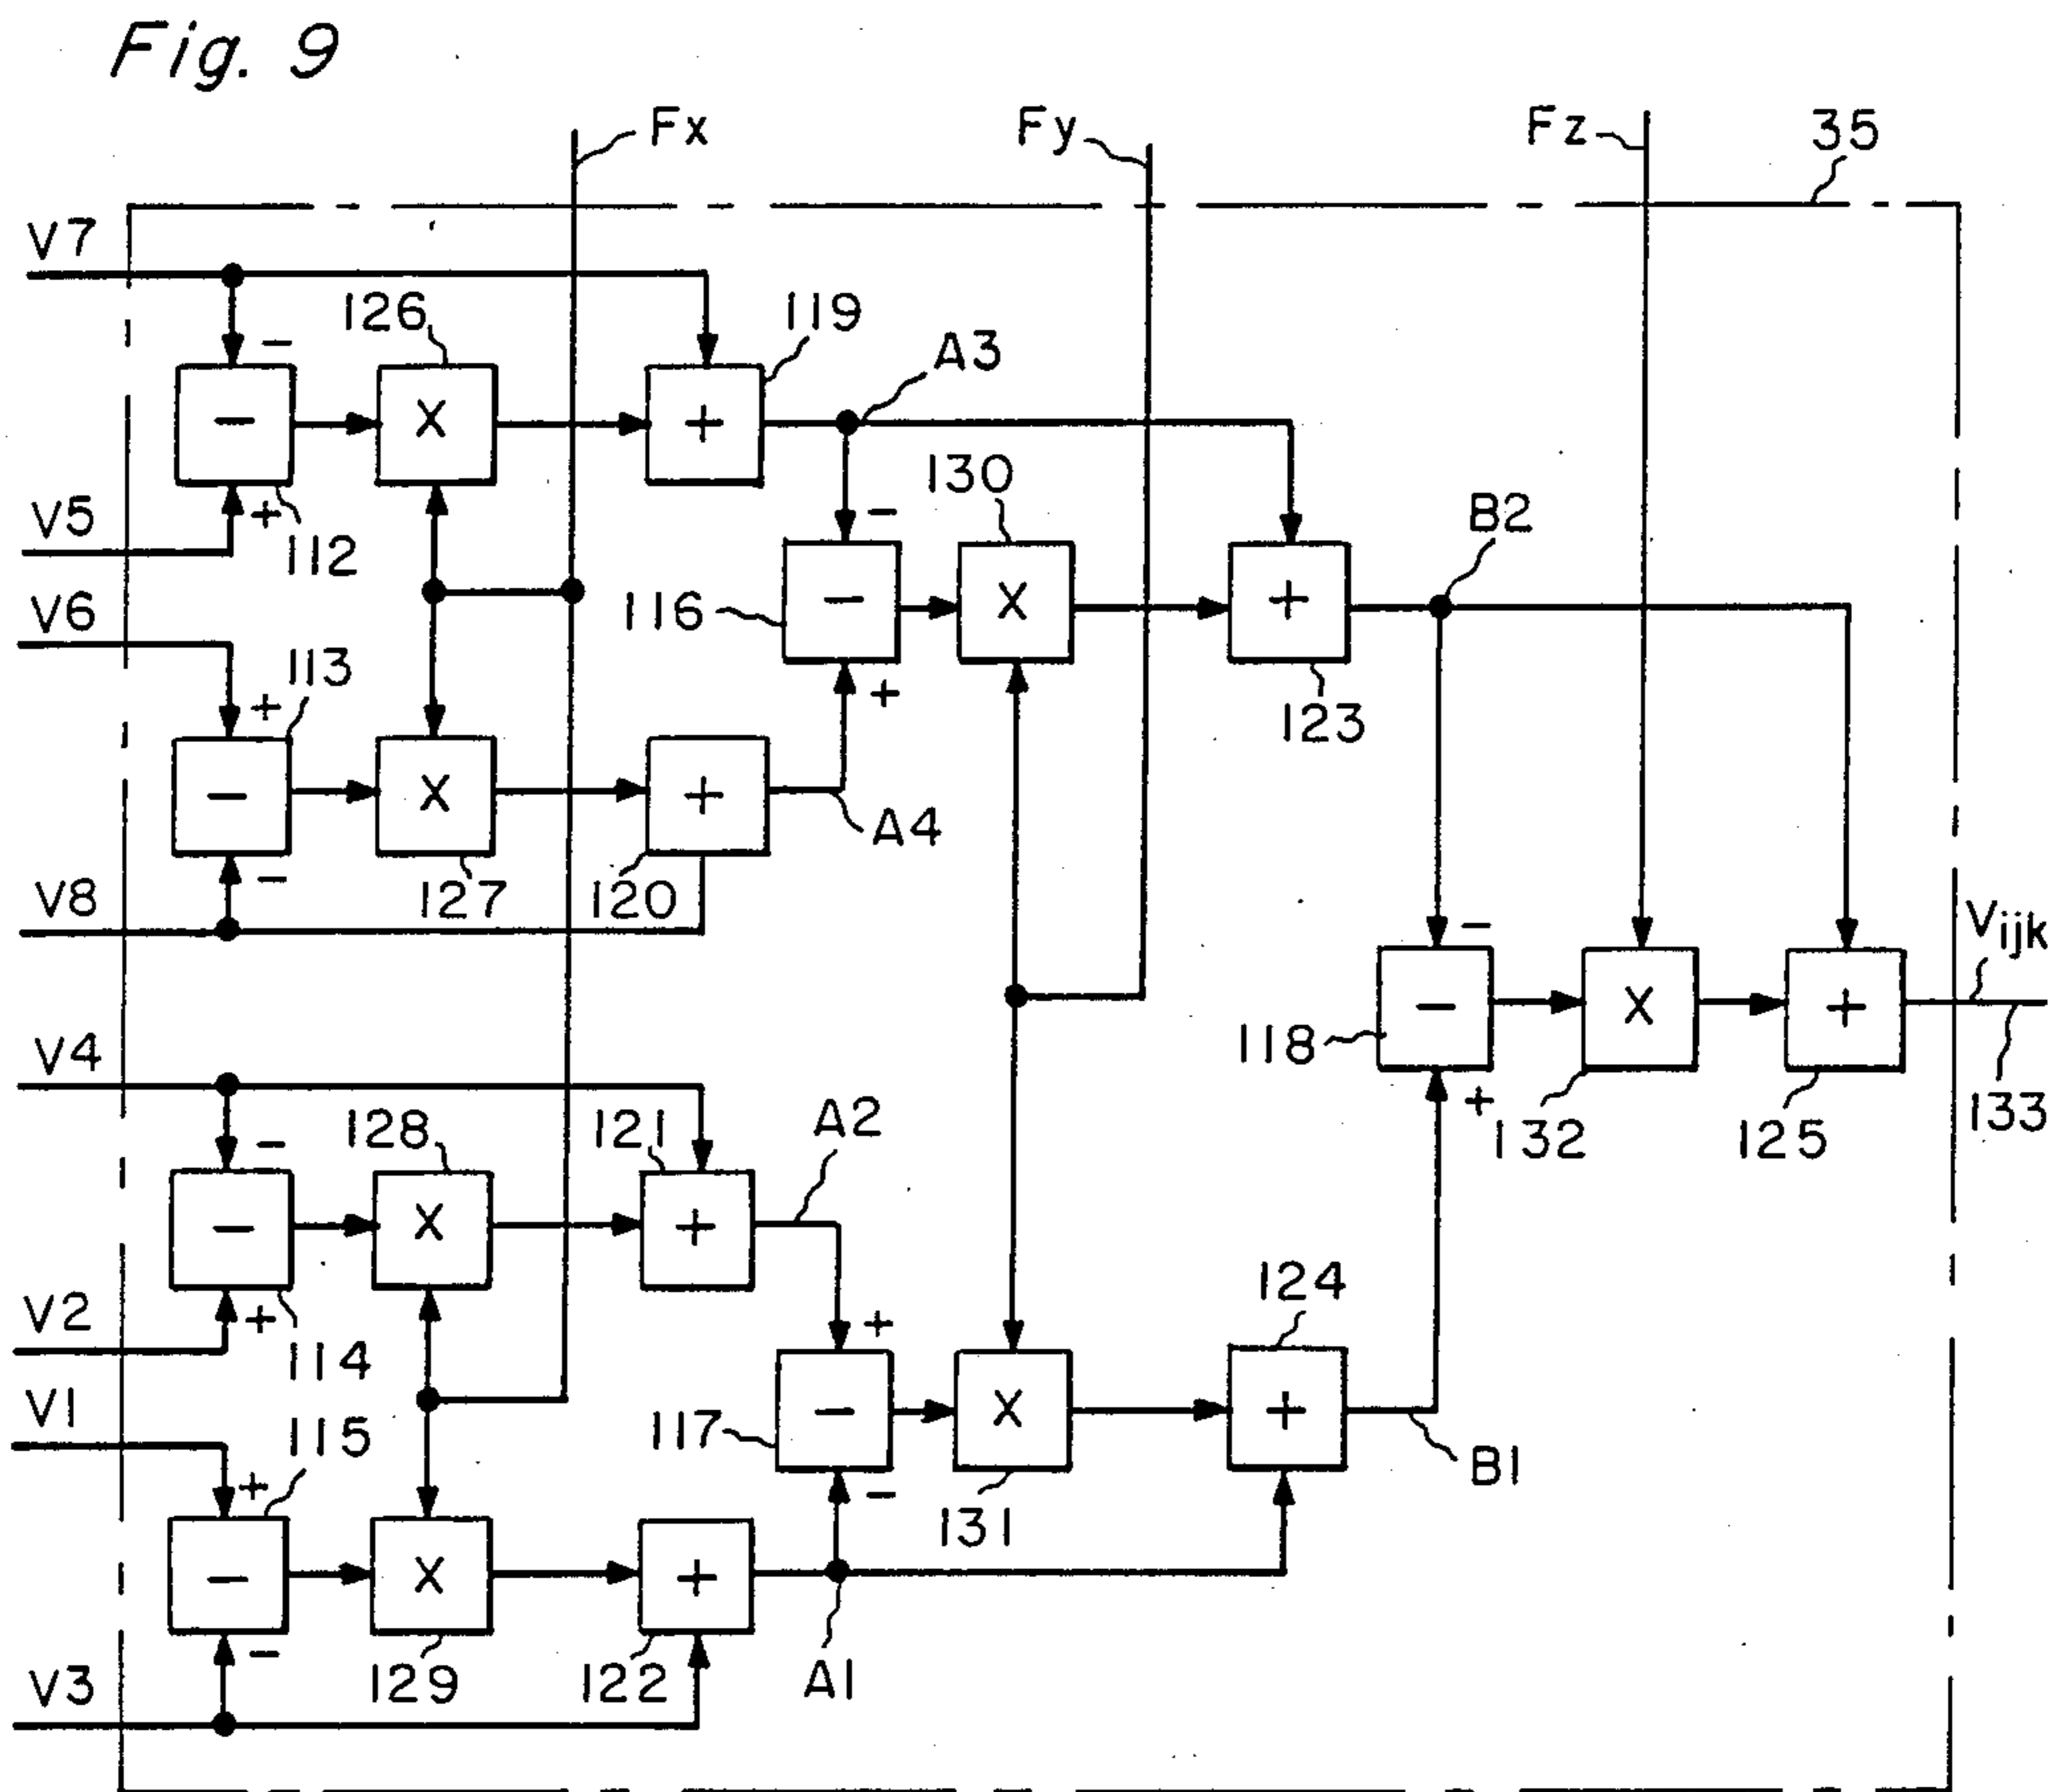 Fig. 9
Fx Fy Fz 35
V7
126 119 A3
−
− X +
130
V5 + 112 − B2
V6 116 − X +
113
+ + 123
− X +
A4
V8 − 127 120
Vijk
−
V4 118 − X +
128 121 A2 + 132 125 133
−
− X +
V2 + 114 124
+
V1 115 117 − X +
+ − 131 B1
− X +
V3 − 129 122 A1